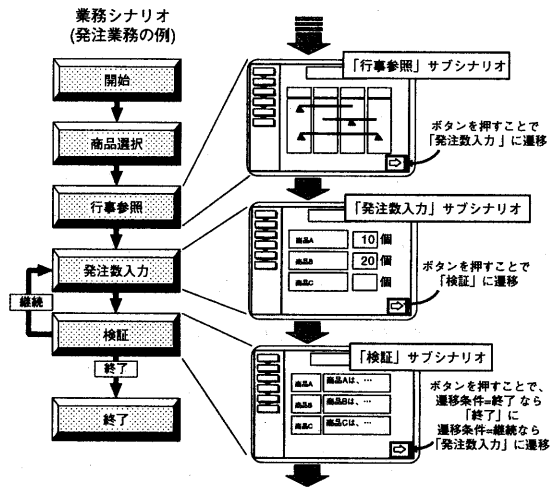 業務シナリオ
(発注業務の例)
開始
商品選択
行事参照
発注数入力
継続
検証
終了
終了
「行事参照」サブシナリオ
ボタンを押すことで
「発注数入力」に遷移
「発注数入力」サブシナリオ
商品A 10 個
商品B 20 個
商品C 個
ボタンを押すことで
「検証」に遷移
「検証」サブシナリオ
商品A 商品Aは、…
商品B 商品Bは、…
商品C 商品Cは、…
ボタンを押すことで、
遷移条件=終了 なら
「終了」に
遷移条件=継続なら
「発注数入力」に遷移